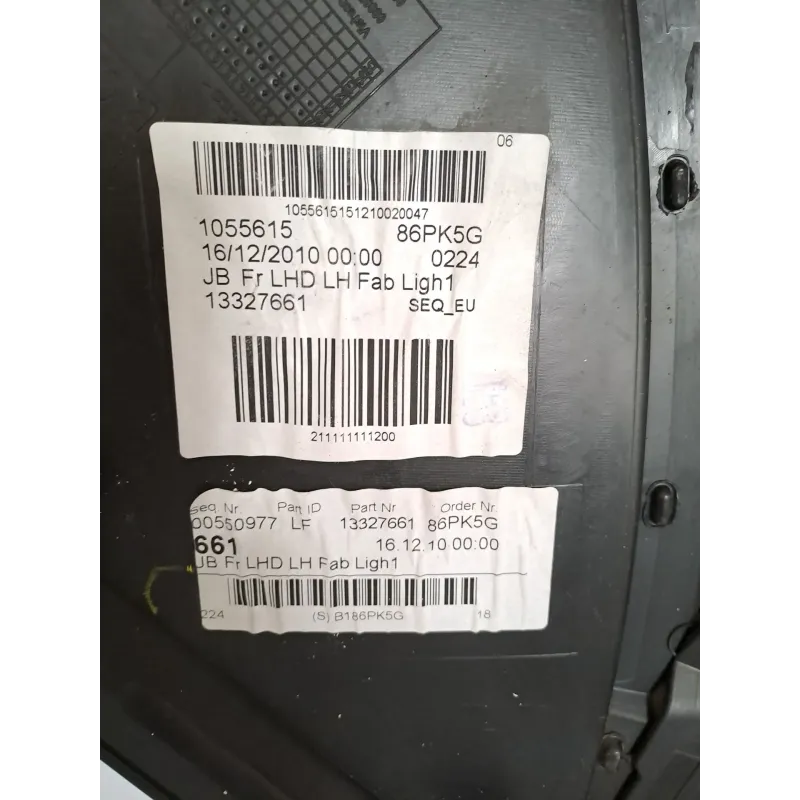 06
1055615151210020047
1055615 86PK5G
16/12/2010 00:00 0224
JB Fr LHD LH Fab Ligh1
13327661 SEQ_EU
211111111200
Seq. Nr. Part ID Part Nr Order Nr.
00550977 LF 13327661 86PK5G
661 16.12.10 00:00
JB Fr LHD LH Fab Ligh1
224 (S) B186PK5G 18